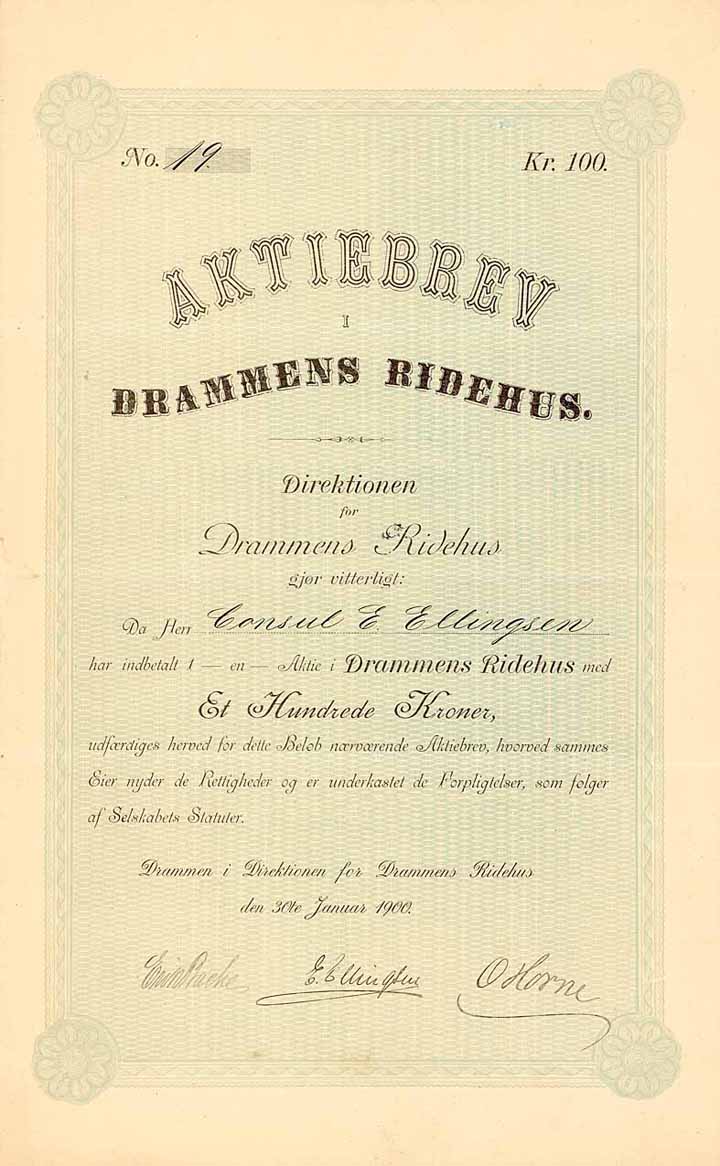 No. 19.
Kr. 100.
AKTIEBREV
I
DRAMMENS RIDEHUS.
Direktionen
for
Drammens Ridehus
gjør vitterligt:
Da Herr Consul E. Ellingsen
har indbetalt 1 — en — Aktie i Drammens Ridehus med
Et Hundrede Kroner,
udfærdiges herved for dette Beløb nærværende Aktiebrev, hvorved sammes
Eier nyder de Rettigheder og er underkastet de Forpligtelser, som følger
af Selskabets Statuter.
Drammen i Direktionen for Drammens Ridehus
den 30te Januar 1900.
E. Ellingsen
O Horne